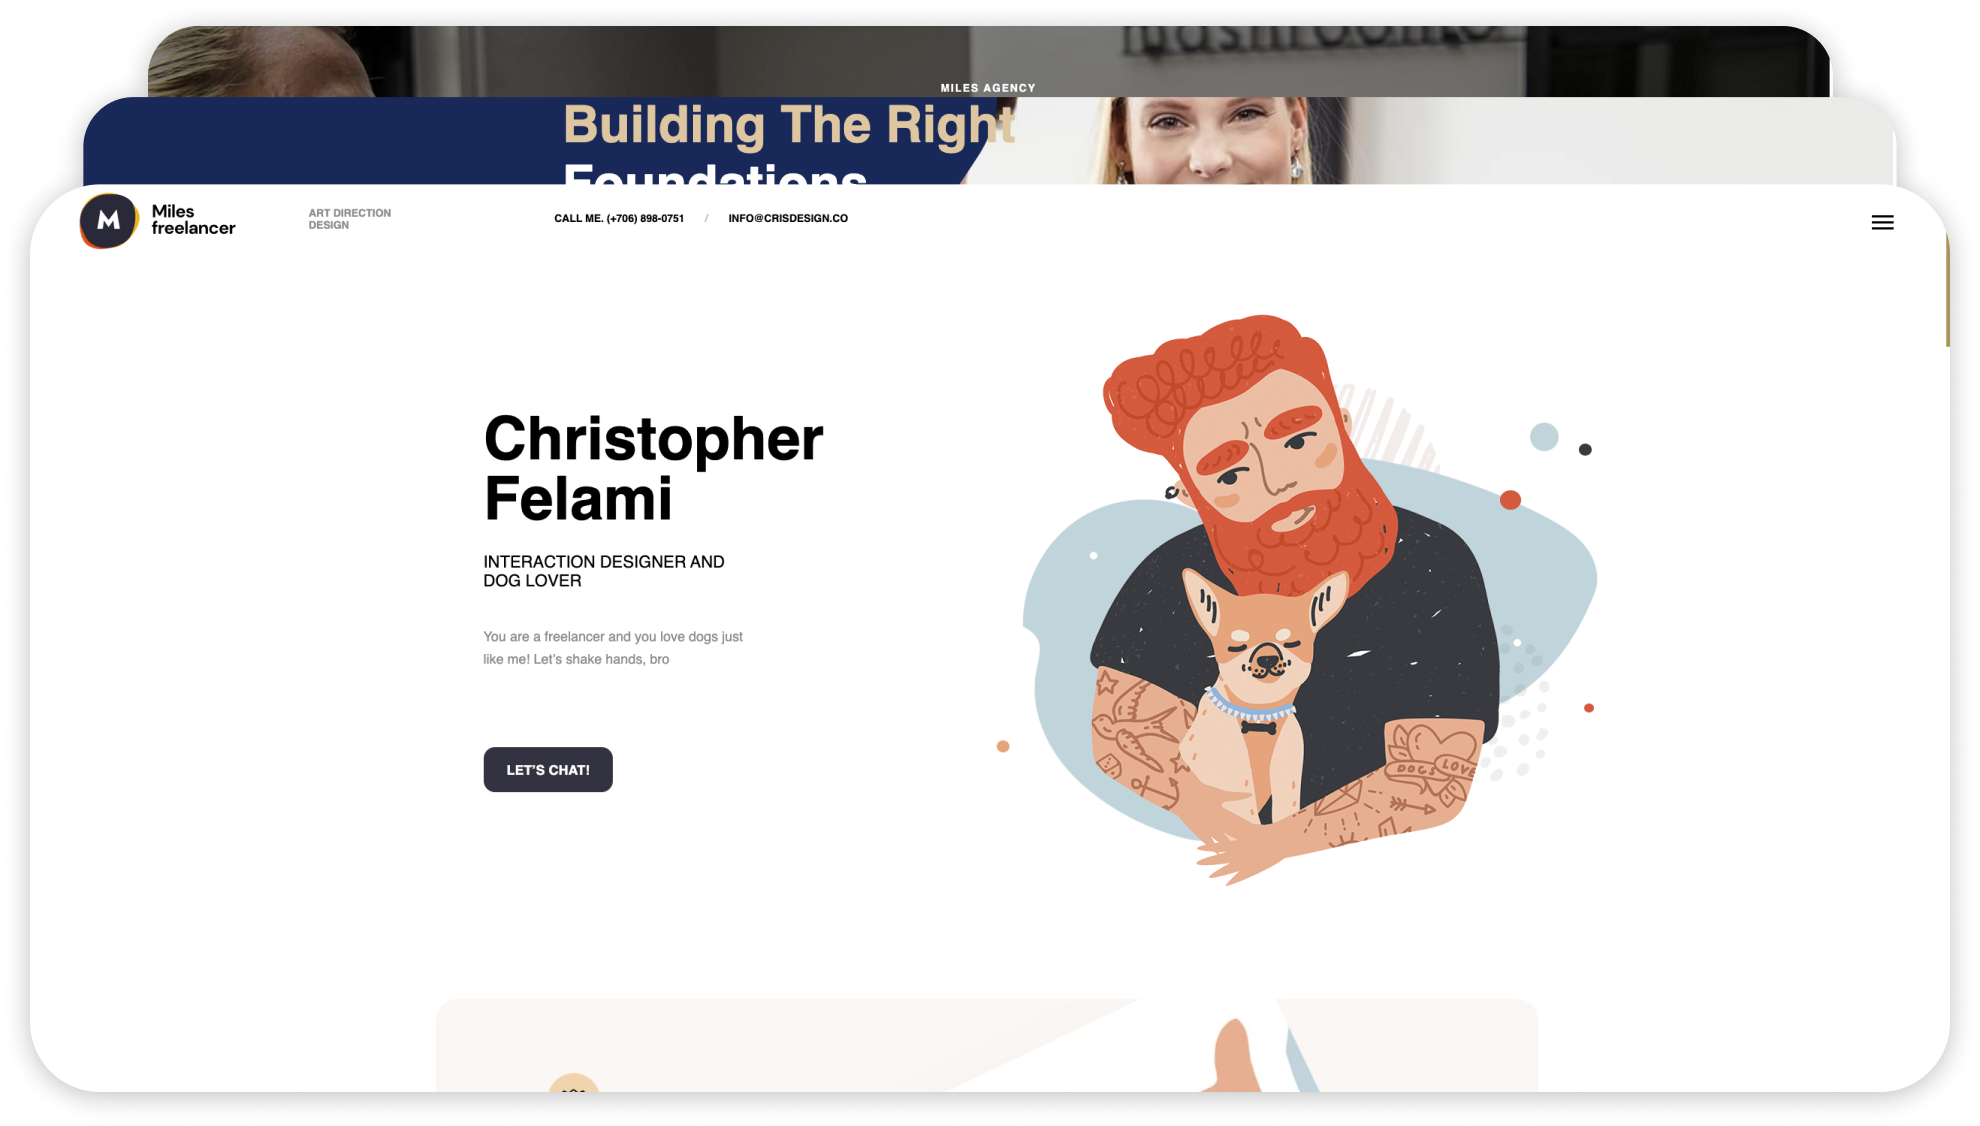 MILES AGENCY
Building The Right
Foundations
M
Miles
freelancer
ART DIRECTION
DESIGN
CALL ME. (+706) 898-0751 / INFO@CRISDESIGN.CO
Christopher
Felami
INTERACTION DESIGNER AND
DOG LOVER
You are a freelancer and you love dogs just
like me! Let's shake hands, bro
LET'S CHAT!
DOGS LOVE